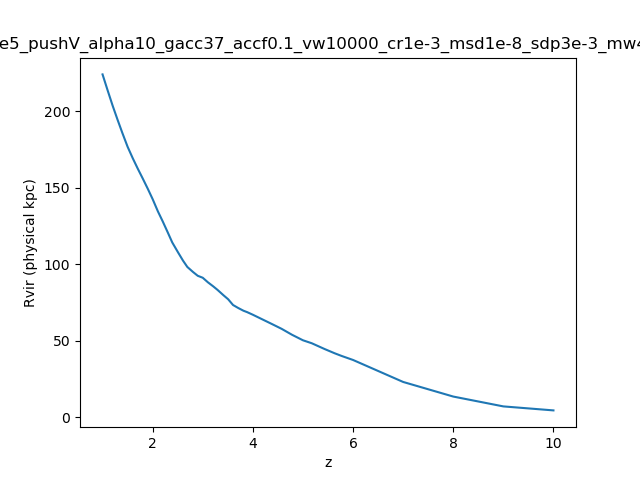 e5_pushV_alpha10_gacc37_accf0.1_vw10000_cr1e-3_msd1e-8_sdp3e-3_mw4
200
150
100
50
0
Rvir (physical kpc)
2 4 6 8 10
z